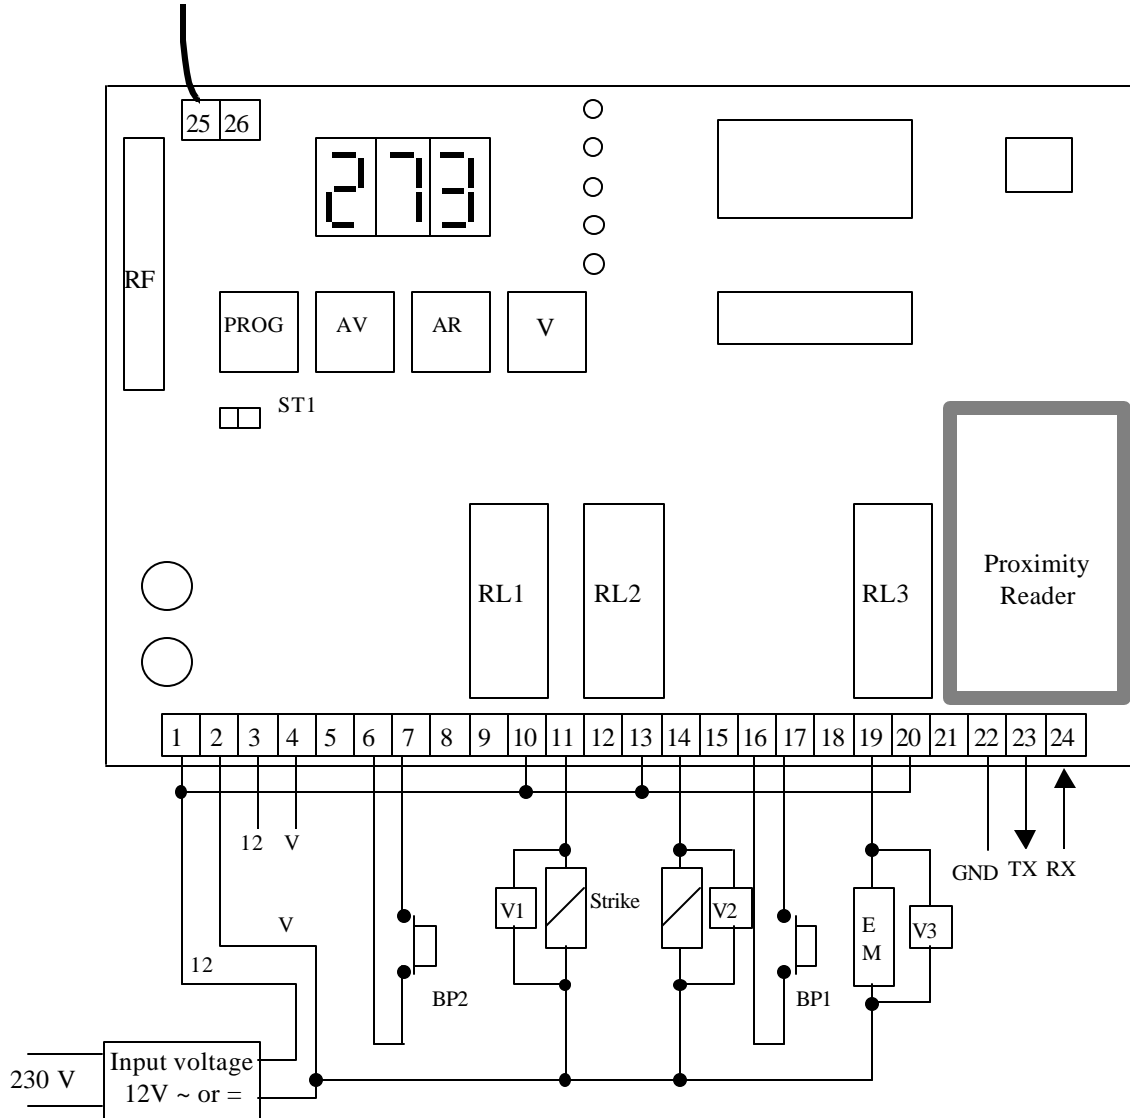 25 26
273
RF
PROG AV AR V
ST1
RL1 RL2 RL3
Proximity
Reader
1 2 3 4 5 6 7 8 9 10 11 12 13 14 15 16 17 18 19 20 21 22 23 24
12 V
GND TX RX
V1 Strike V2 E
M V3
V
12
BP2 BP1
230 V
Input voltage
12V ~ or =